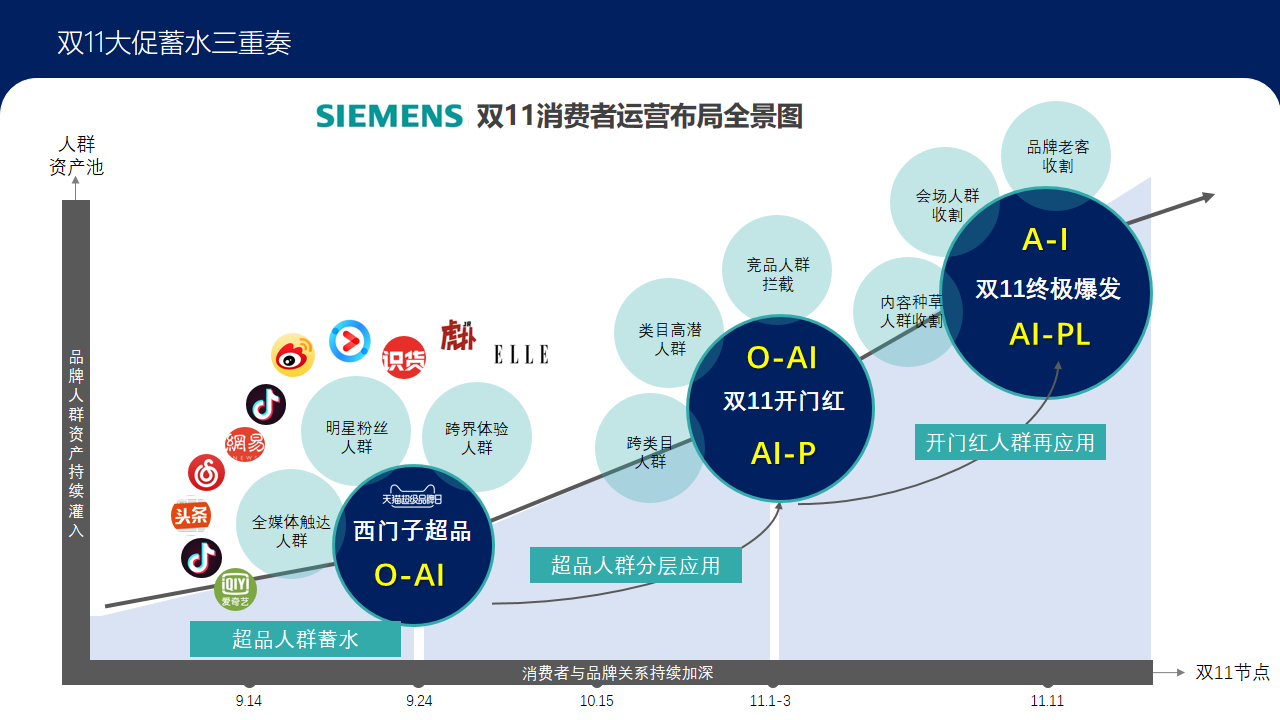 双11大促蓄水三重奏
SIEMENS 双11消费者运营布局全景图
人群
资产池
品牌人群资产持续灌入
品牌老客
收割
会场人群
收割
内容种草
人群收割
A-I
双11终极爆发
AI-PL
竞品人群
拦截
类目高潜
人群
跨类目
人群
O-AI
双11开门红
AI-P
识货
虎扑
ELLE
明星粉丝
人群
跨界体验
人群
網易
NEWS
头条
iQIYI
爱奇艺
全媒体触达
人群
天猫超级品牌日
西门子超品
O-AI
开门红人群再应用
超品人群分层应用
超品人群蓄水
消费者与品牌关系持续加深
双11节点
9.14
9.24
10.15
11.1-3
11.11